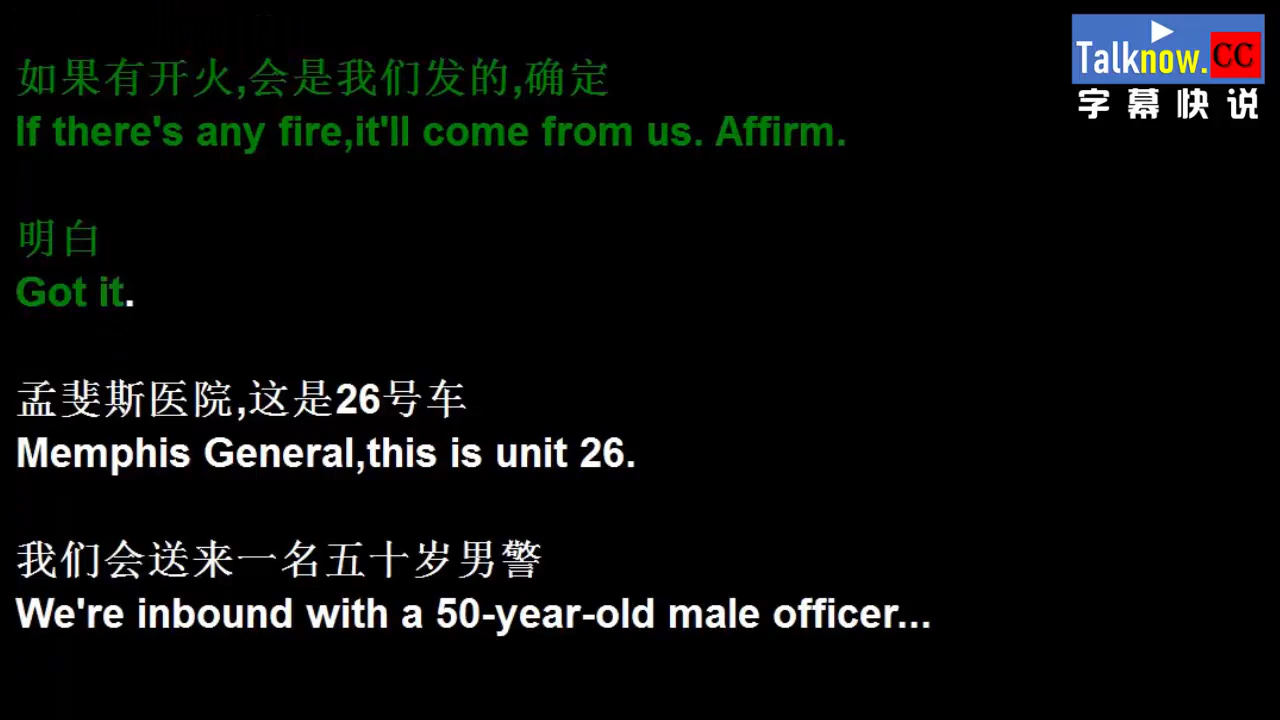 如果有开火,会是我们发的,确定
If there's any fire,it'll come from us. Affirm.
明白
Got it.
孟斐斯医院,这是26号车
Memphis General,this is unit 26.
我们会送来一名五十岁男警
We're inbound with a 50-year-old male officer...
Talknow.CC
字幕快说